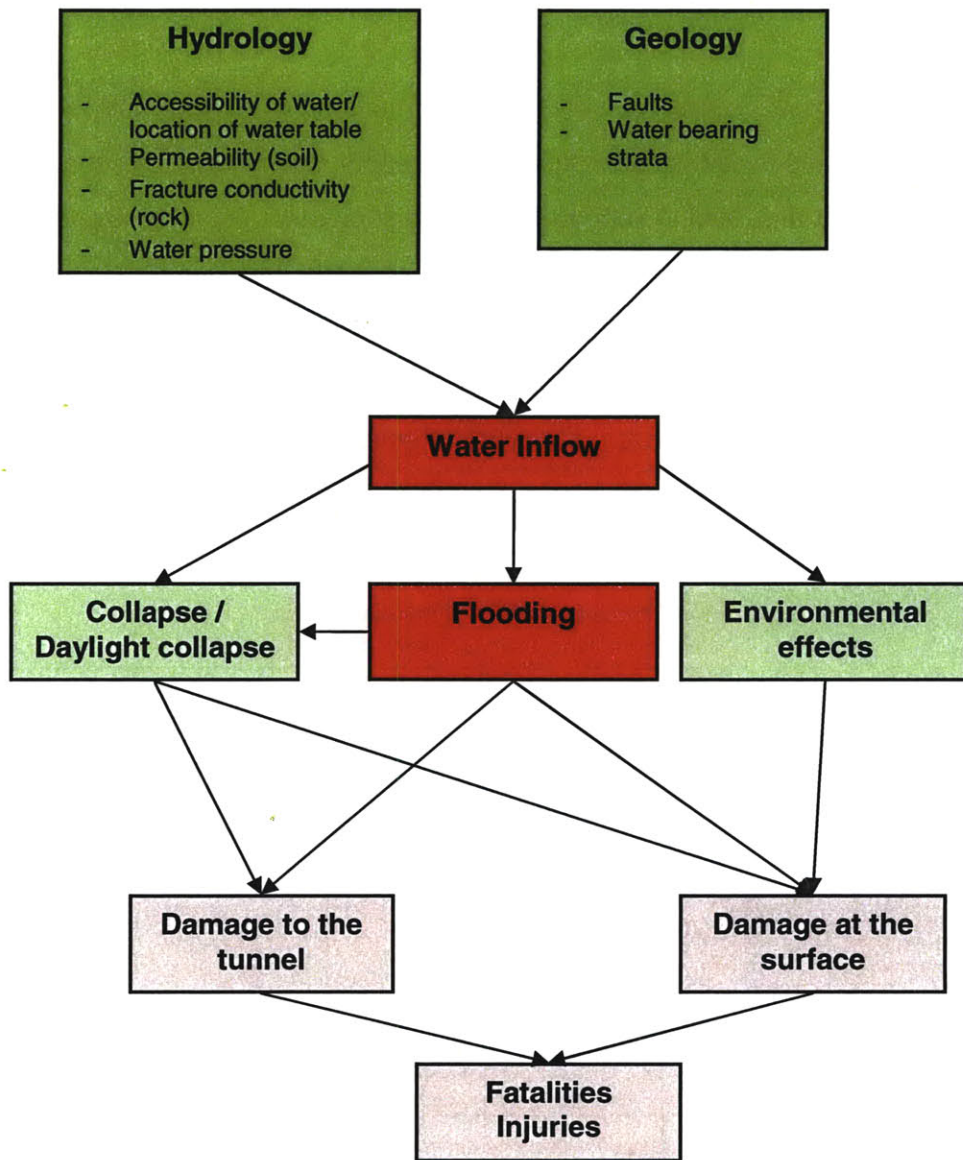 Hydrology
- Accessibility of water/
location of water table
- Permeability (soil)
- Fracture conductivity
(rock)
- Water pressure
Geology
- Faults
- Water bearing
strata
Water Inflow
Collapse /
Daylight collapse
Flooding
Environmental
effects
Damage to the
tunnel
Damage at the
surface
Fatalities
Injuries